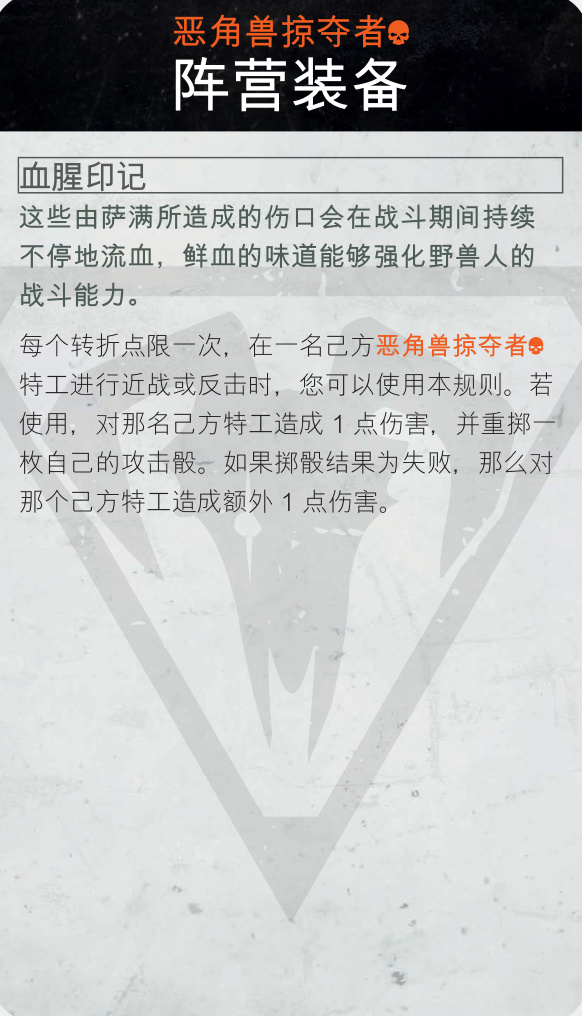 恶角兽掠夺者
阵营装备
血腥印记
这些由萨满所造成的伤口会在战斗期间持续
不停地流血，鲜血的味道能够强化野兽人的
战斗能力。
每个转折点限一次，在一名己方恶角兽掠夺者
特工进行近战或反击时，您可以使用本规则。若
使用，对那名己方特工造成 1 点伤害，并重掷一
枚自己的攻击骰。如果掷骰结果为失败，那么对
那个己方特工造成额外 1 点伤害。